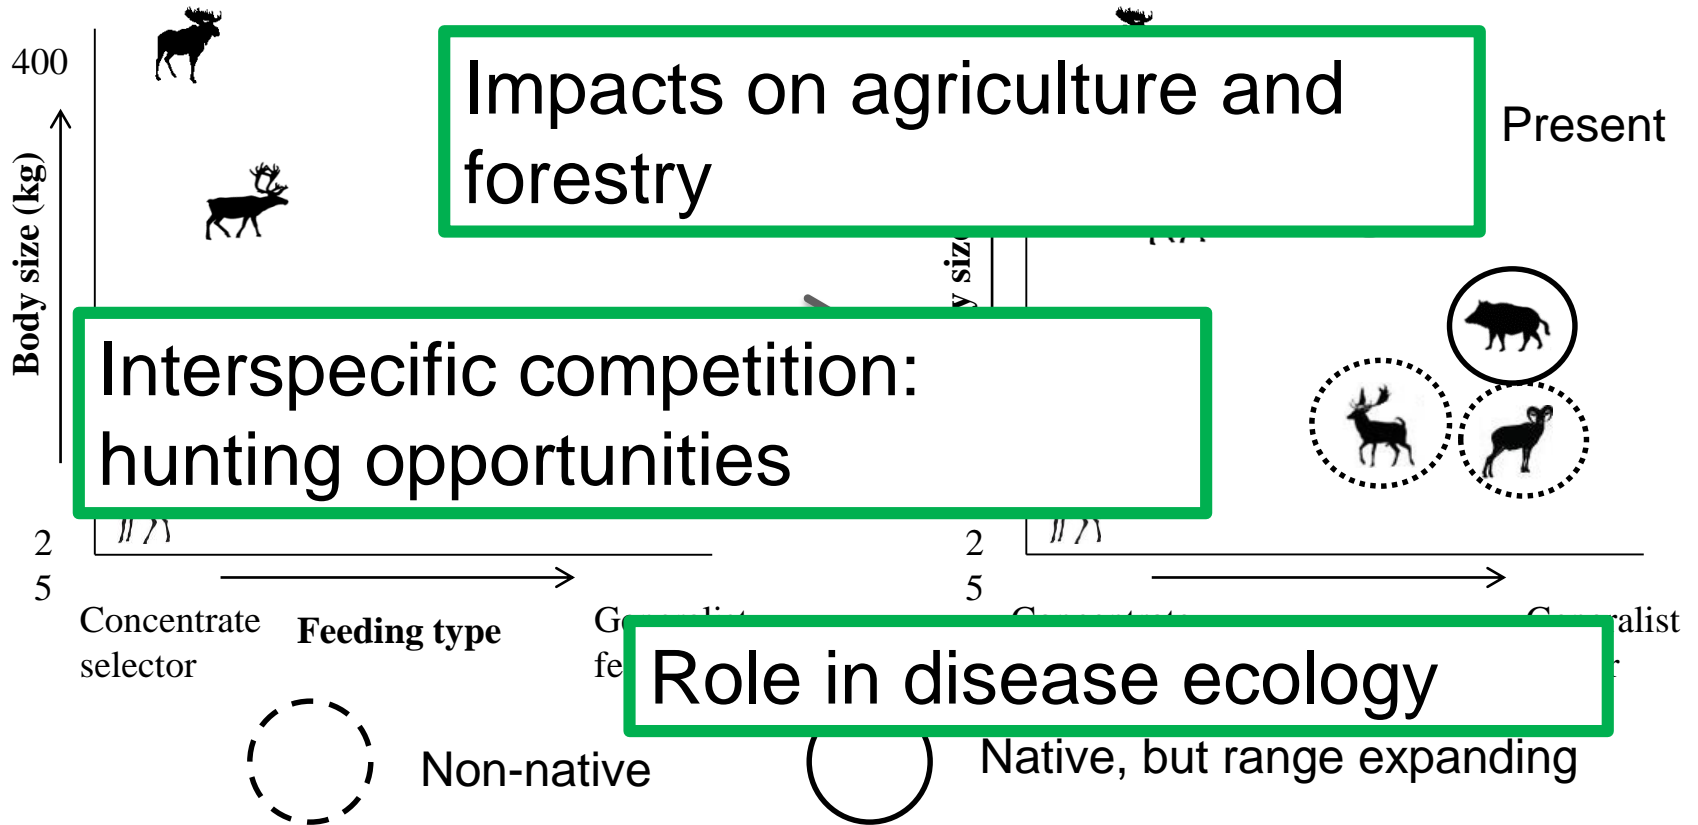 400
Body size (kg)
Impacts on agriculture and
forestry
Present
Interspecific competition:
hunting opportunities
2
5
2
5
Concentrate
selector
Feeding type
Role in disease ecology
Non-native
Native, but range expanding